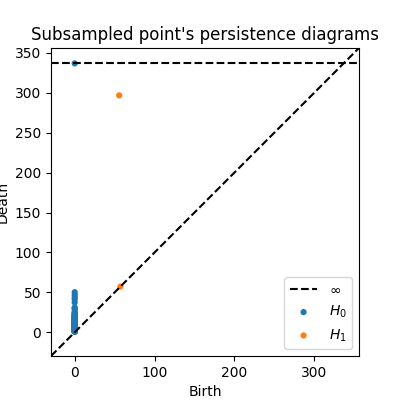 Subsampled point's persistence diagrams
350
300
250
200
150
100
50
0
Death
0 100 200 300
Birth
∞
H₀
H₁